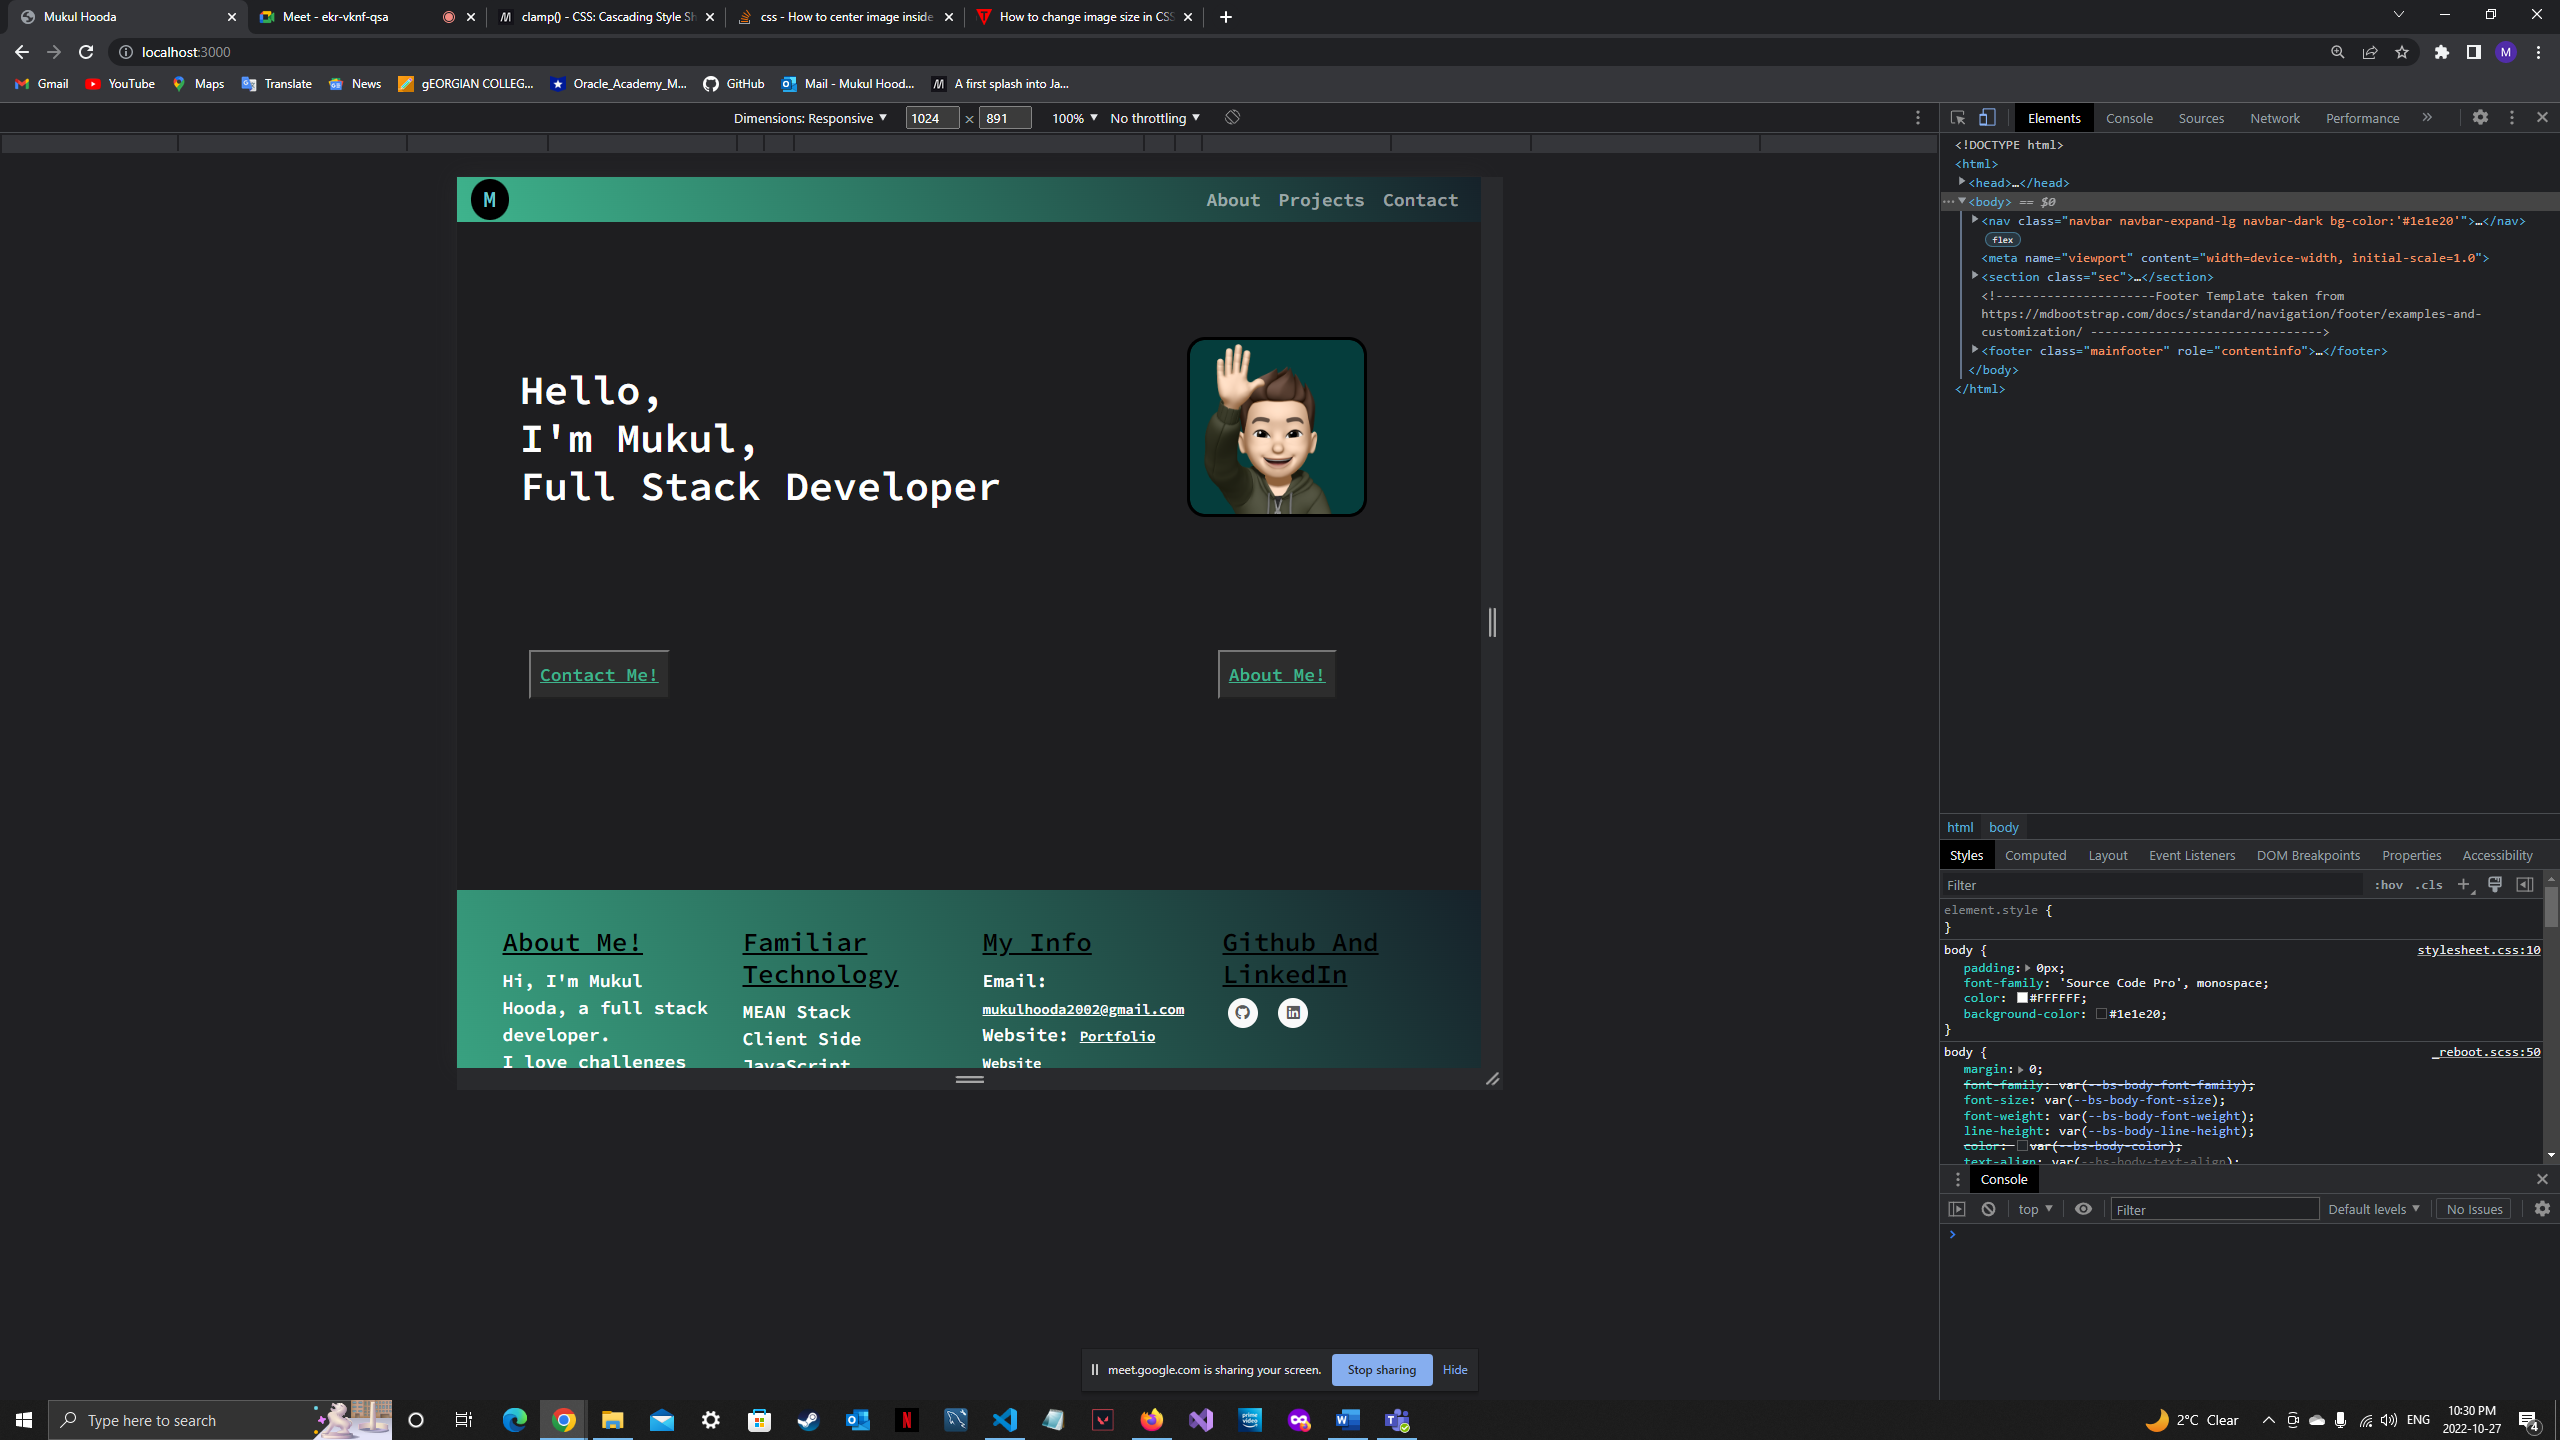 Mukul Hooda
Meet - ekr-vknf-qsa
clamp() - CSS: Cascading Style Sh
css - How to center image inside
How to change image size in CSS
localhost:3000
M
Gmail
YouTube
Maps
Translate
News
gEORGIAN COLLEG...
Oracle_Academy_M...
GitHub
Mail - Mukul Hood...
A first splash into Ja...
Dimensions: Responsive
1024 × 891
100%
No throttling
M
About Projects Contact
Hello,
I'm Mukul,
Full Stack Developer
Contact Me!
About Me!
About Me!
Hi, I'm Mukul
Hooda, a full stack
developer.
I love challenges
Familiar
Technology
MEAN Stack
Client Side
JavaScript
My Info
Email:
mukulhooda2002@gmail.com
Website: Portfolio
Website
Github And
LinkedIn
Elements Console Sources Network Performance
<!DOCTYPE html>
<html>
<head>…</head>
<body> == $0
<nav class="navbar navbar-expand-lg navbar-dark bg-color:'#1e1e20'">…</nav>
flex
<meta name="viewport" content="width=device-width, initial-scale=1.0">
<section class="sec">…</section>
<!----------------------Footer Template taken from
https://mdbootstrap.com/docs/standard/navigation/footer/examples-and-
customization/ -------------------------------->
<footer class="mainfooter" role="contentinfo">…</footer>
</body>
</html>
html body
Styles Computed Layout Event Listeners DOM Breakpoints Properties Accessibility
Filter
:hov .cls
element.style {
}
body { stylesheet.css:10
padding: 0px;
font-family: 'Source Code Pro', monospace;
color: #FFFFFF;
background-color: #1e1e20;
}
body { _reboot.scss:50
margin: 0;
font-family: var(--bs-body-font-family);
font-size: var(--bs-body-font-size);
font-weight: var(--bs-body-font-weight);
line-height: var(--bs-body-line-height);
color: var(--bs-body-color);
text-align: var(--bs-body-text-align);
Console
top
Filter
Default levels
No Issues
meet.google.com is sharing your screen.
Stop sharing
Hide
Type here to search
2°C Clear
ENG
10:30 PM
2022-10-27
4